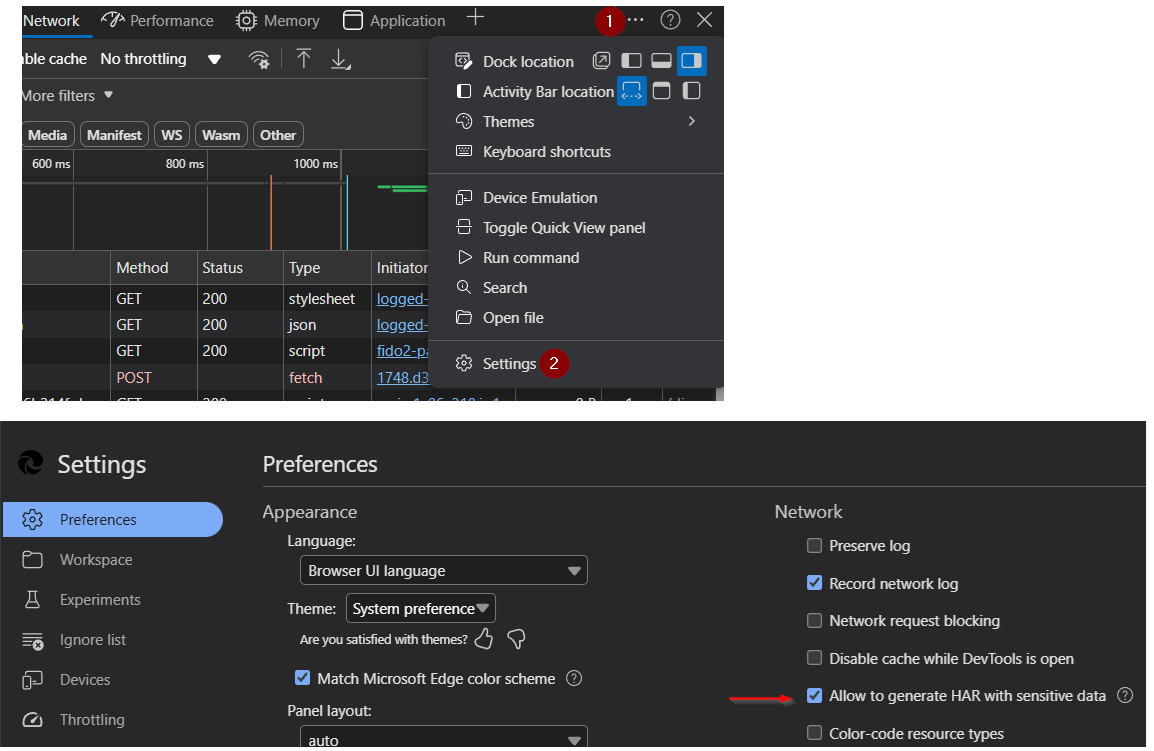 Network Performance Memory Application 1
ble cache No throttling
More filters
Media Manifest WS Wasm Other
600 ms 800 ms 1000 ms
Method Status Type Initiator
GET 200 stylesheet logged-
GET 200 json logged-
GET 200 script fido2-pa
POST fetch 1748.d3
Dock location
Activity Bar location
Themes
Keyboard shortcuts
Device Emulation
Toggle Quick View panel
Run command
Search
Open file
Settings 2
Settings
Preferences
Workspace
Experiments
Ignore list
Devices
Throttling
Preferences
Appearance
Language:
Browser UI language
Theme: System preference
Are you satisfied with themes?
Match Microsoft Edge color scheme ?
Panel layout:
auto
Network
Preserve log
Record network log
Network request blocking
Disable cache while DevTools is open
Allow to generate HAR with sensitive data ?
Color-code resource types